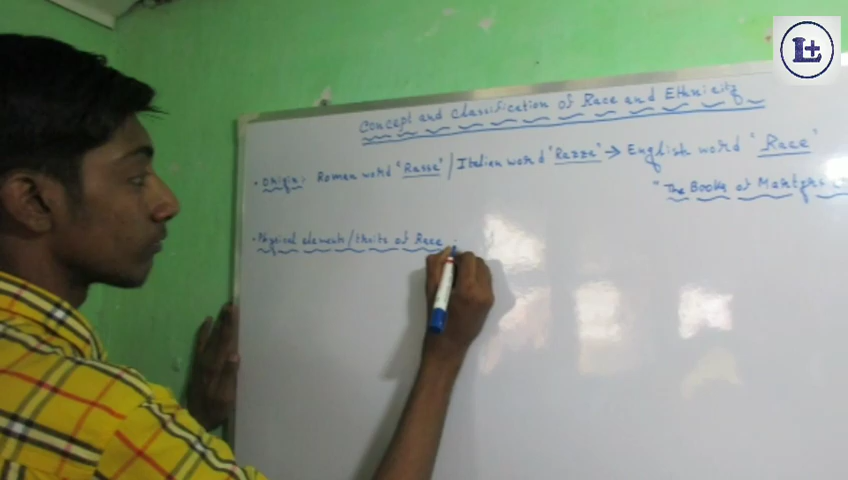 L+
Concept and Classification of Race and Ethnicity
• Origin: Roman word "Rasse" / Italian word "Razze" → English word "Race"
"The Books of Martyrs
• Physical elements/traits of Race :